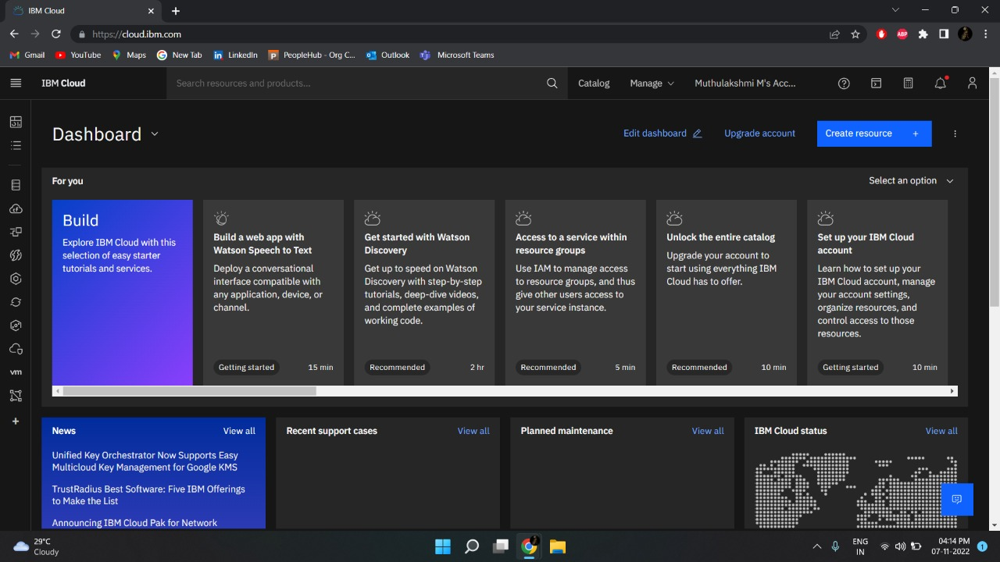 IBM Cloud
https://cloud.ibm.com
ABP
Gmail YouTube Maps New Tab LinkedIn PeopleHub - Org C... Outlook Microsoft Teams
IBM Cloud Search resources and products... Catalog Manage Muthulakshmi M's Acc...
Dashboard Edit dashboard Upgrade account Create resource +
For you Select an option
Build
Explore IBM Cloud with this
selection of easy starter
tutorials and services.
Build a web app with
Watson Speech to Text
Deploy a conversational
interface compatible with
any application, device, or
channel.
Getting started 15 min
Get started with Watson
Discovery
Get up to speed on Watson
Discovery with step-by-step
tutorials, deep-dive videos,
and complete examples of
working code.
Recommended 2 hr
Access to a service within
resource groups
Use IAM to manage access
to resource groups, and thus
give other users access to
your service instance.
Recommended 5 min
Unlock the entire catalog
Upgrade your account to
start using everything IBM
Cloud has to offer.
Recommended 10 min
Set up your IBM Cloud
account
Learn how to set up your
IBM Cloud account, manage
your account settings,
organize resources, and
control access to those
resources.
Getting started 10 min
vm
News View all
Unified Key Orchestrator Now Supports Easy
Multicloud Key Management for Google KMS
TrustRadius Best Software: Five IBM Offerings
to Make the List
Announcing IBM Cloud Pak for Network
Recent support cases View all
Planned maintenance View all
IBM Cloud status View all
29°C
Cloudy
2
ENG
IN
04:14 PM
07-11-2022
1